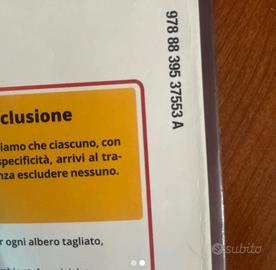 978 88 395 37553 A
clusione
iamo che ciascuno, con
specificità, arrivi al tra-
nza escludere nessuno.
r ogni albero tagliato,
subito